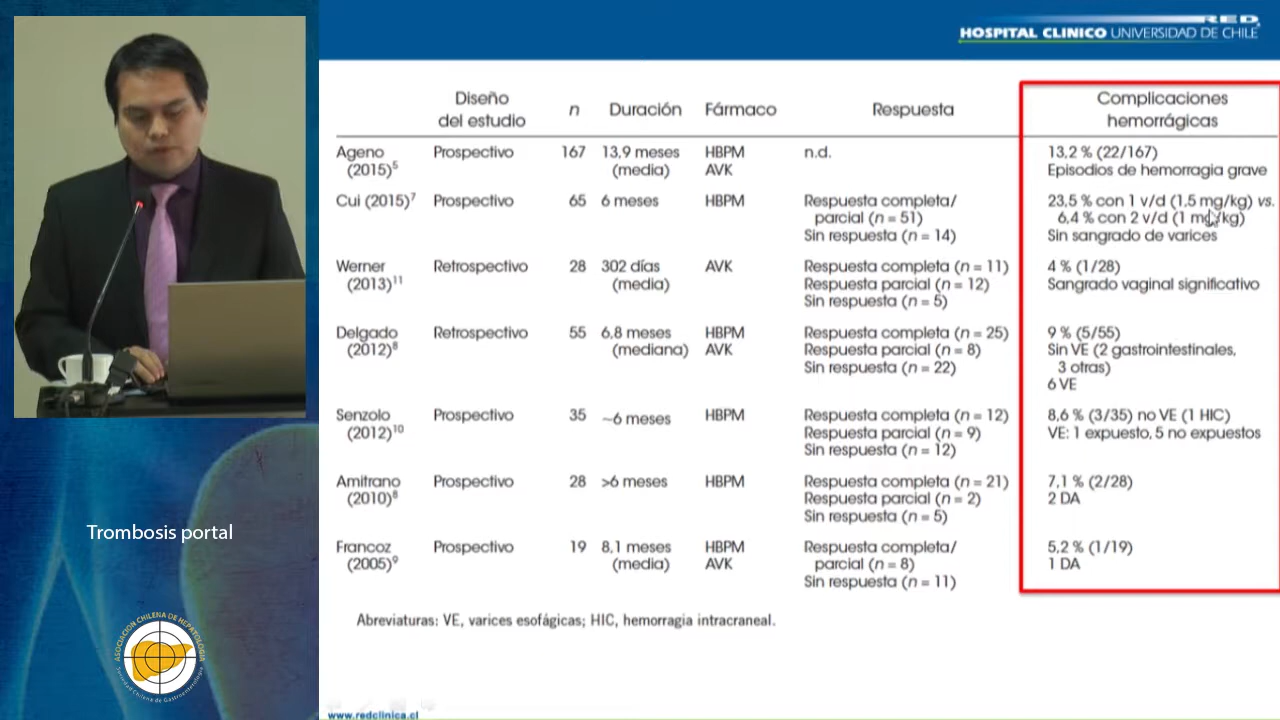 RED
HOSPITAL CLINICO UNIVERSIDAD DE CHILE
Diseño del estudio n Duración Fármaco Respuesta Complicaciones hemorrágicas
Ageno (2015)5 Prospectivo 167 13,9 meses (media) HBPM AVK n.d. 13,2 % (22/167) Episodios de hemorragia grave
Cui (2015)7 Prospectivo 65 6 meses HBPM Respuesta completa/parcial (n = 51) Sin respuesta (n = 14) 23,5 % con 1 v/d (1,5 mg/kg) vs. 6,4 % con 2 v/d (1 mg/kg) Sin sangrado de varices
Werner (2013)11 Retrospectivo 28 302 días (media) AVK Respuesta completa (n = 11) Respuesta parcial (n = 12) Sin respuesta (n = 5) 4 % (1/28) Sangrado vaginal significativo
Delgado (2012)8 Retrospectivo 55 6,8 meses (mediana) HBPM AVK Respuesta completa (n = 25) Respuesta parcial (n = 8) Sin respuesta (n = 22) 9 % (5/55) Sin VE (2 gastrointestinales, 3 otras) 6 VE
Senzolo (2012)10 Prospectivo 35 ~6 meses HBPM Respuesta completa (n = 12) Respuesta parcial (n = 9) Sin respuesta (n = 12) 8,6 % (3/35) no VE (1 HIC) VE: 1 expuesto, 5 no expuestos
Amitrano (2010)8 Prospectivo 28 >6 meses HBPM Respuesta completa (n = 21) Respuesta parcial (n = 2) Sin respuesta (n = 5) 7,1 % (2/28) 2 DA
Francoz (2005)9 Prospectivo 19 8,1 meses (media) HBPM AVK Respuesta completa/parcial (n = 8) Sin respuesta (n = 11) 5,2 % (1/19) 1 DA
Abreviaturas: VE, varices esofágicas; HIC, hemorragia intracraneal.
www.redclinica.cl
Trombosis portal
ASOCIACION CHILENA DE HEPATOLOGIA
Sociedad Chilena de Gastroenterología